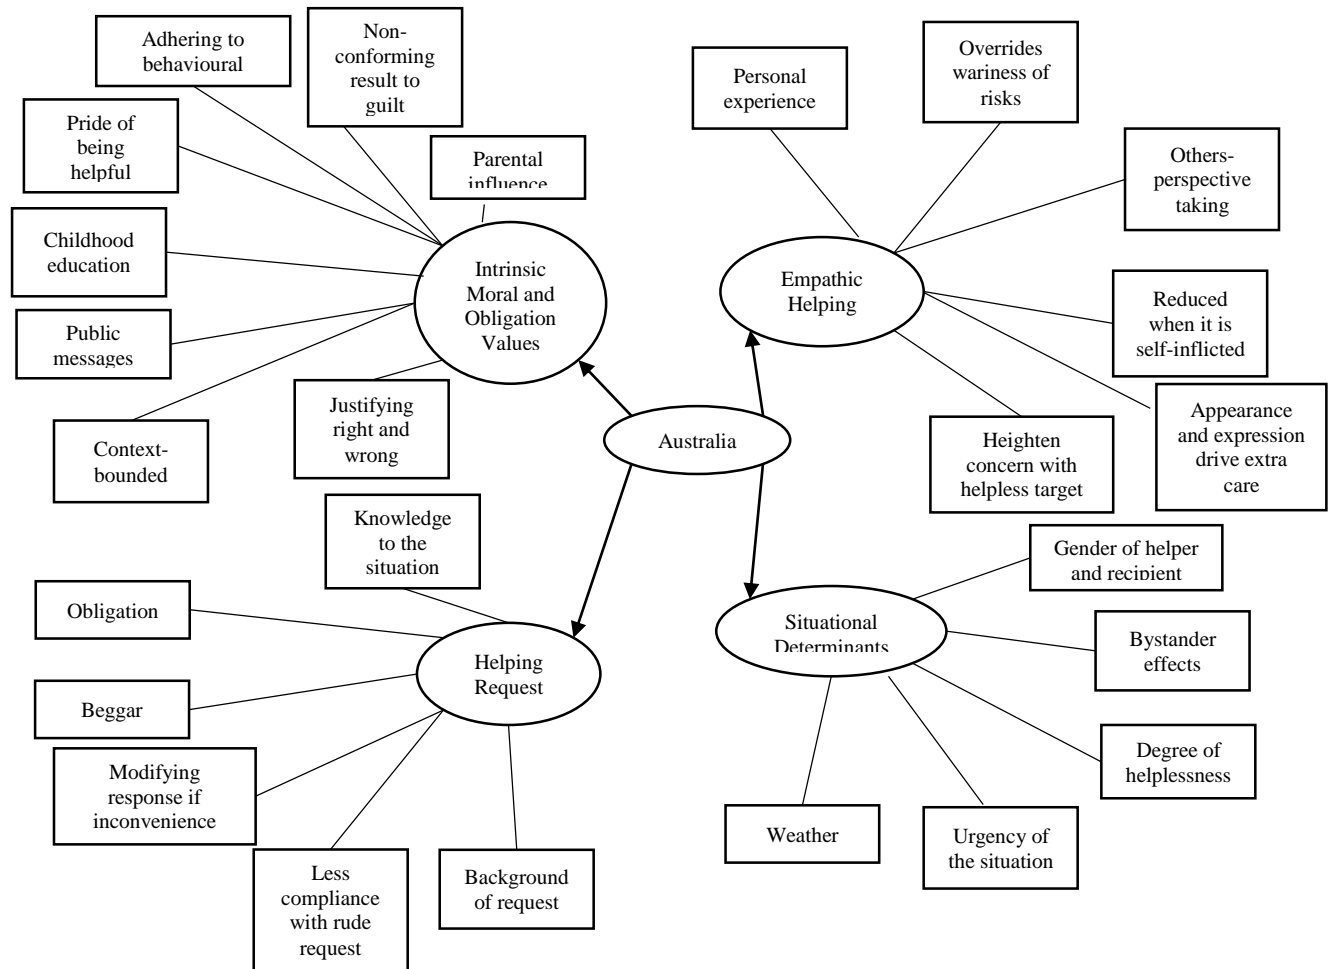 Adhering to
behavioural
Non-
conforming
result to
guilt
Pride of
being
helpful
Parental
influence
Childhood
education
Public
messages
Context-
bounded
Justifying
right and
wrong
Intrinsic
Moral and
Obligation
Values
Personal
experience
Overrides
wariness of
risks
Others-
perspective
taking
Empathic
Helping
Reduced
when it is
self-inflicted
Appearance
and expression
drive extra
care
Heighten
concern with
helpless target
Australia
Knowledge
to the
situation
Obligation
Beggar
Modifying
response if
inconvenience
Less
compliance
with rude
request
Background
of request
Helping
Request
Situational
Determinants
Gender of helper
and recipient
Bystander
effects
Degree of
helplessness
Urgency of
the situation
Weather